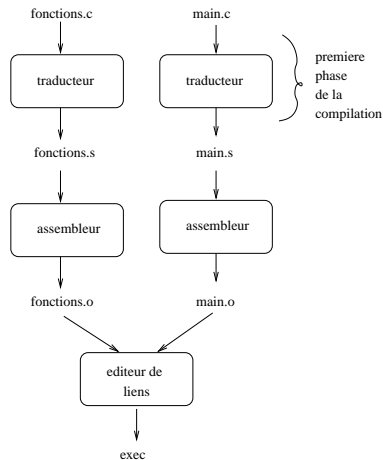 fonctions.c
main.c
traducteur
traducteur
premiere
phase
de la
compilation
fonctions.s
main.s
assembleur
assembleur
fonctions.o
main.o
editeur de
liens
exec